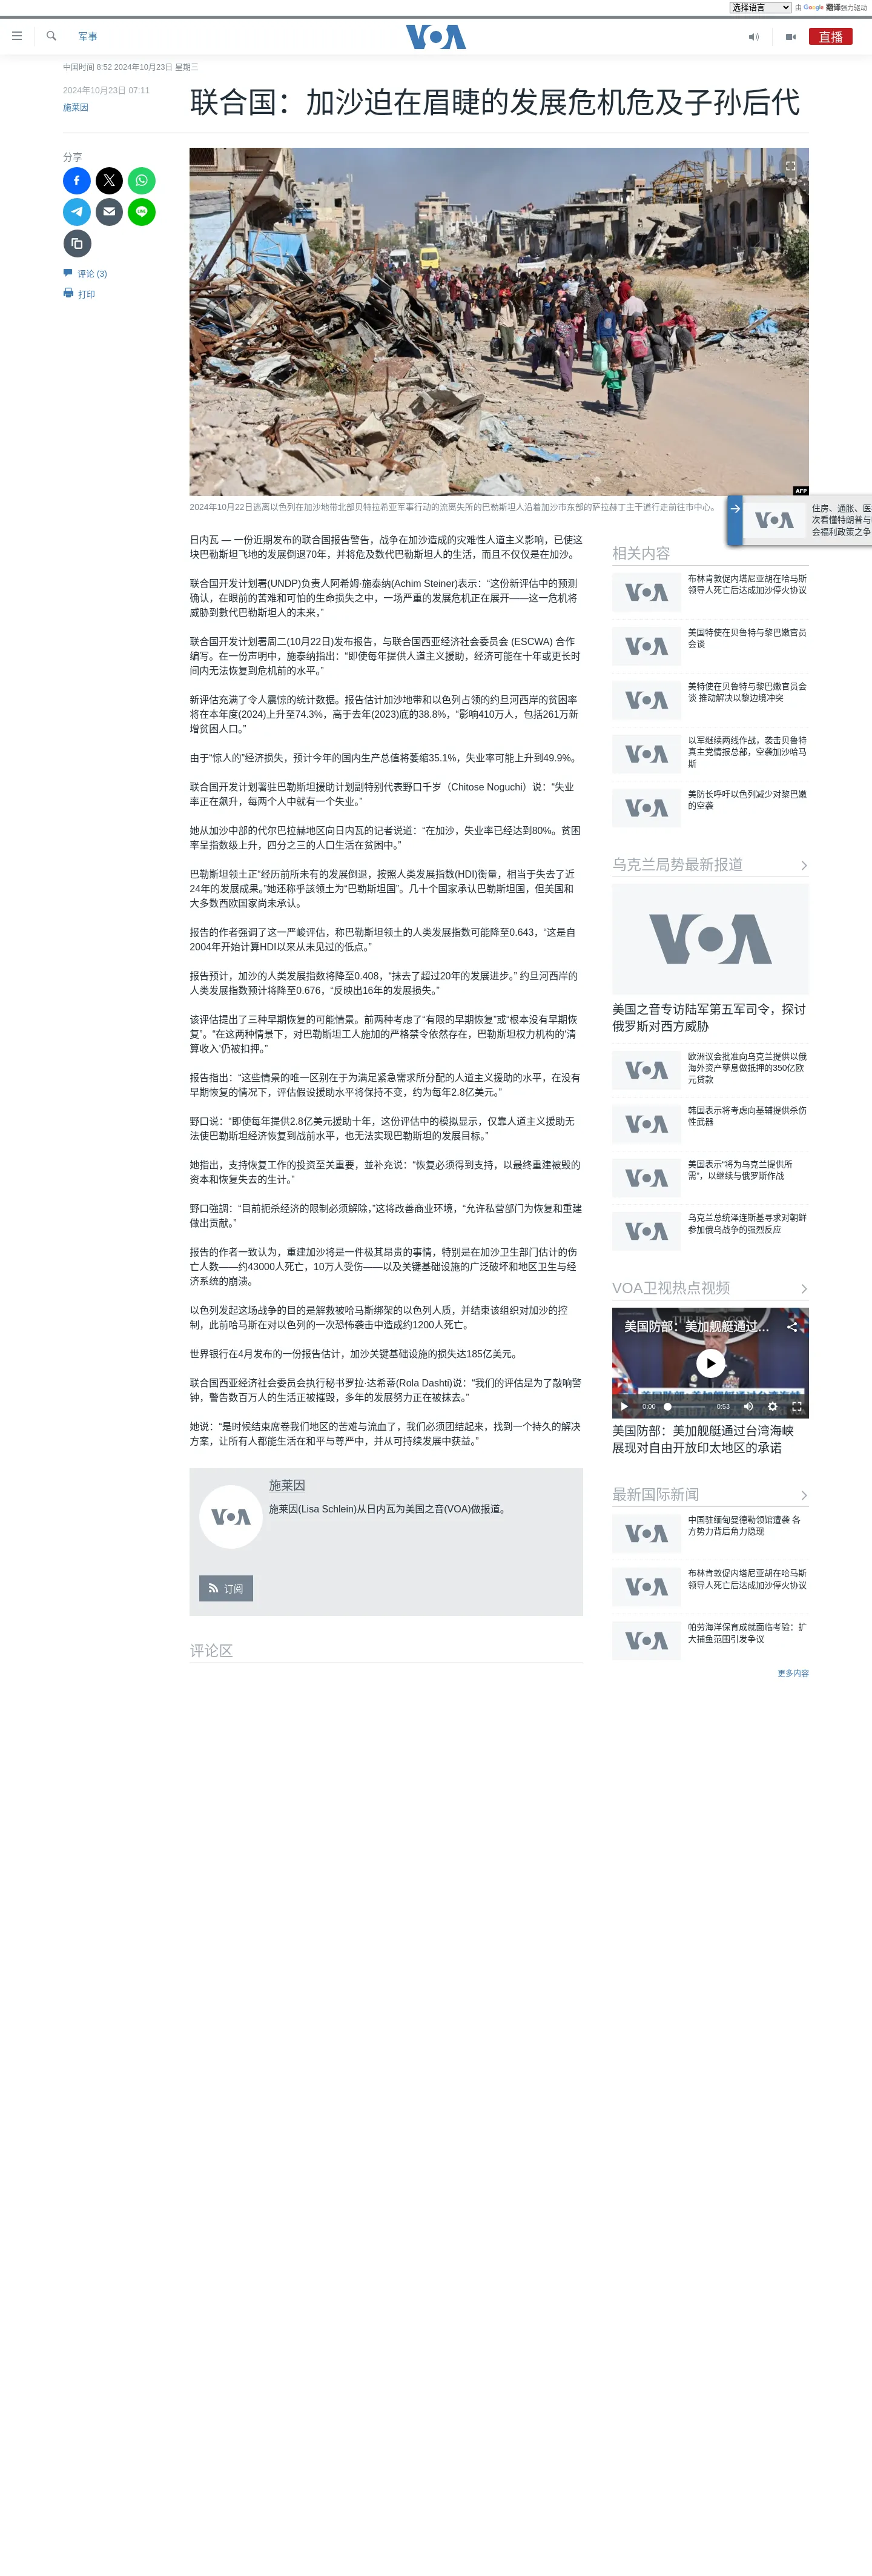 选择语言 由 Google 翻译强力驱动
军事
VOA
直播
中国时间 8:52 2024年10月23日 星期三
2024年10月23日 07:11
施莱因
联合国：加沙迫在眉睫的发展危机危及子孙后代
分享
评论 (3)
打印
AFP
2024年10月22日逃离以色列在加沙地带北部贝特拉希亚军事行动的流离失所的巴勒斯坦人沿着加沙市东部的萨拉赫丁主干道行走前往市中心。
日内瓦 — 一份近期发布的联合国报告警告，战争在加沙造成的灾难性人道主义影响，已使这
块巴勒斯坦飞地的发展倒退70年，并将危及数代巴勒斯坦人的生活，而且不仅仅是在加沙。
联合国开发计划署(UNDP)负责人阿希姆·施泰纳(Achim Steiner)表示：“这份新评估中的预测
确认，在眼前的苦难和可怕的生命损失之中，一场严重的发展危机正在展开——这一危机将
威胁到數代巴勒斯坦人的未来，”
联合国开发计划署周二(10月22日)发布报告，与联合国西亚经济社会委员会 (ESCWA) 合作
编写。在一份声明中，施泰纳指出：“即使每年提供人道主义援助，经济可能在十年或更长时
间内无法恢复到危机前的水平。”
新评估充满了令人震惊的统计数据。报告估计加沙地带和以色列占领的约旦河西岸的贫困率
将在本年度(2024)上升至74.3%，高于去年(2023)底的38.8%，“影响410万人，包括261万新
增贫困人口。”
由于“惊人的”经济损失，预计今年的国内生产总值将萎缩35.1%，失业率可能上升到49.9%。
联合国开发计划署驻巴勒斯坦援助计划副特别代表野口千岁（Chitose Noguchi）说：“失业
率正在飙升，每两个人中就有一个失业。”
她从加沙中部的代尔巴拉赫地区向日内瓦的记者说道：“在加沙，失业率已经达到80%。贫困
率呈指数级上升，四分之三的人口生活在贫困中。”
巴勒斯坦领土正“经历前所未有的发展倒退，按照人类发展指数(HDI)衡量，相当于失去了近
24年的发展成果。”她还称乎該领土为“巴勒斯坦国”。几十个国家承认巴勒斯坦国，但美国和
大多数西欧国家尚未承认。
报告的作者强调了这一严峻评估，称巴勒斯坦领土的人类发展指数可能降至0.643，“这是自
2004年开始计算HDI以来从未见过的低点。”
报告预计，加沙的人类发展指数将降至0.408，“抹去了超过20年的发展进步。” 约旦河西岸的
人类发展指数预计将降至0.676，“反映出16年的发展损失。”
该评估提出了三种早期恢复的可能情景。前两种考虑了“有限的早期恢复”或“根本没有早期恢
复”。“在这两种情景下，对巴勒斯坦工人施加的严格禁令依然存在，巴勒斯坦权力机构的‘清
算收入’仍被扣押。”
报告指出：“这些情景的唯一区别在于为满足紧急需求所分配的人道主义援助的水平，在没有
早期恢复的情况下，评估假设援助水平将保持不变，约为每年2.8亿美元。”
野口说：“即使每年提供2.8亿美元援助十年，这份评估中的模拟显示，仅靠人道主义援助无
法使巴勒斯坦经济恢复到战前水平，也无法实现巴勒斯坦的发展目标。”
她指出，支持恢复工作的投资至关重要，並补充说：“恢复必须得到支持，以最终重建被毁的
资本和恢复失去的生计。”
野口強調：“目前扼杀经济的限制必须解除，”这将改善商业环境，“允许私营部门为恢复和重建
做出贡献。”
报告的作者一致认为，重建加沙将是一件极其昂贵的事情，特别是在加沙卫生部门估计的伤
亡人数——约43000人死亡，10万人受伤——以及关键基础设施的广泛破坏和地区卫生与经
济系统的崩溃。
以色列发起这场战争的目的是解救被哈马斯绑架的以色列人质，并结束该组织对加沙的控
制，此前哈马斯在对以色列的一次恐怖袭击中造成约1200人死亡。
世界银行在4月发布的一份报告估计，加沙关键基础设施的损失达185亿美元。
联合国西亚经济社会委员会执行秘书罗拉·达希蒂(Rola Dashti)说：“我们的评估是为了敲响警
钟，警告数百万人的生活正被摧毁，多年的发展努力正在被抹去。”
她说：“是时候结束席卷我们地区的苦难与流血了，我们必须团结起来，找到一个持久的解决
方案，让所有人都能生活在和平与尊严中，并从可持续发展中获益。”
VOA
施莱因
施莱因(Lisa Schlein)从日内瓦为美国之音(VOA)做报道。
订阅
评论区
VOA
住房、通胀、医
次看懂特朗普与
会福利政策之争
相关内容
VOA
布林肯敦促内塔尼亚胡在哈马斯
领导人死亡后达成加沙停火协议
VOA
美国特使在贝鲁特与黎巴嫩官员
会谈
VOA
美特使在贝鲁特与黎巴嫩官员会
谈 推动解决以黎边境冲突
VOA
以军继续两线作战，袭击贝鲁特
真主党情报总部，空袭加沙哈马
斯
VOA
美防长呼吁以色列减少对黎巴嫩
的空袭
乌克兰局势最新报道
VOA
美国之音专访陆军第五军司令，探讨
俄罗斯对西方威胁
VOA
欧洲议会批准向乌克兰提供以俄
海外资产孳息做抵押的350亿欧
元贷款
VOA
韩国表示将考虑向基辅提供杀伤
性武器
VOA
美国表示“将为乌克兰提供所
需”，以继续与俄罗斯作战
VOA
乌克兰总统泽连斯基寻求对朝鲜
参加俄乌战争的强烈反应
VOA卫视热点视频
美国防部：美加舰艇通过...
美国防部：美加舰艇通过台湾海峡
0:00
0:53
美国防部：美加舰艇通过台湾海峡
展现对自由开放印太地区的承诺
最新国际新闻
VOA
中国驻缅甸曼德勒领馆遭袭 各
方势力背后角力隐现
VOA
布林肯敦促内塔尼亚胡在哈马斯
领导人死亡后达成加沙停火协议
VOA
帕劳海洋保育成就面临考验：扩
大捕鱼范围引发争议
更多内容